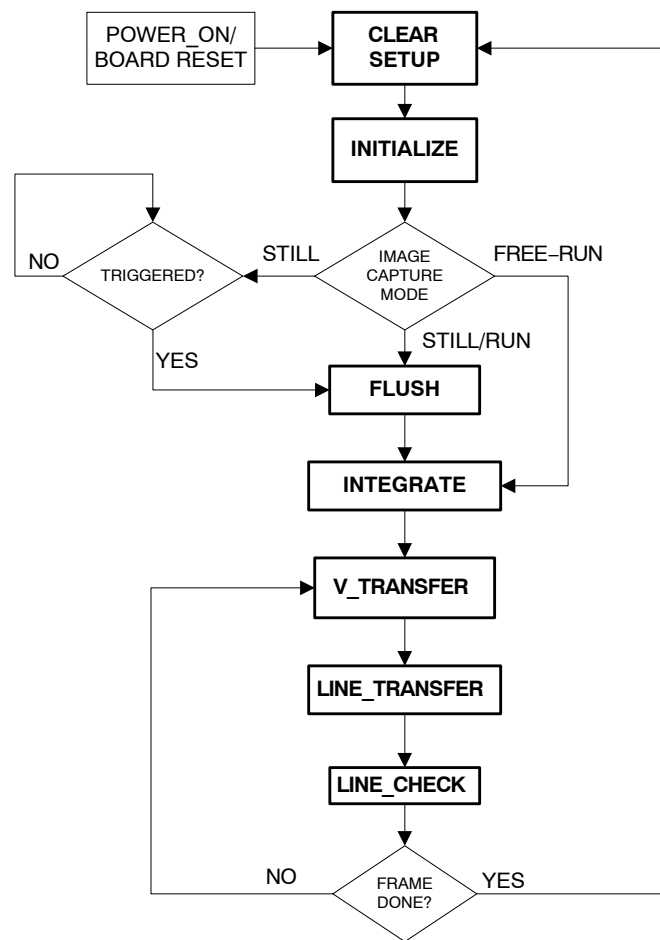 POWER_ON/
BOARD RESET
CLEAR
SETUP
INITIALIZE
NO
TRIGGERED?
STILL
IMAGE
CAPTURE
MODE
FREE−RUN
YES
STILL/RUN
FLUSH
INTEGRATE
V_TRANSFER
LINE_TRANSFER
LINE_CHECK
NO
FRAME
DONE?
YES